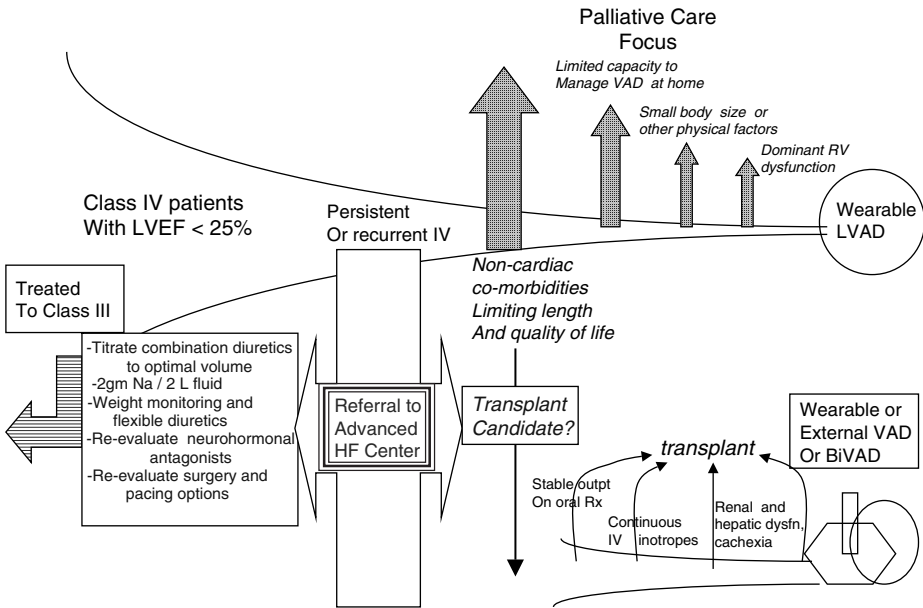 Palliative Care
Focus
Limited capacity to
Manage VAD at home
Small body size or
other physical factors
Dominant RV
dysfunction
Class IV patients
With LVEF < 25%
Persistent
Or recurrent IV
Wearable
LVAD
Treated
To Class III
Non-cardiac
co-morbidities
Limiting length
And quality of life
-Titrate combination diuretics
to optimal volume
-2gm Na / 2 L fluid
-Weight monitoring and
flexible diuretics
-Re-evaluate neurohormonal
antagonists
-Re-evaluate surgery and
pacing options
Referral to
Advanced
HF Center
Transplant
Candidate?
Wearable or
External VAD
Or BiVAD
transplant
Stable outpt
On oral Rx
Continuous
IV inotropes
Renal and
hepatic dysfn,
cachexia